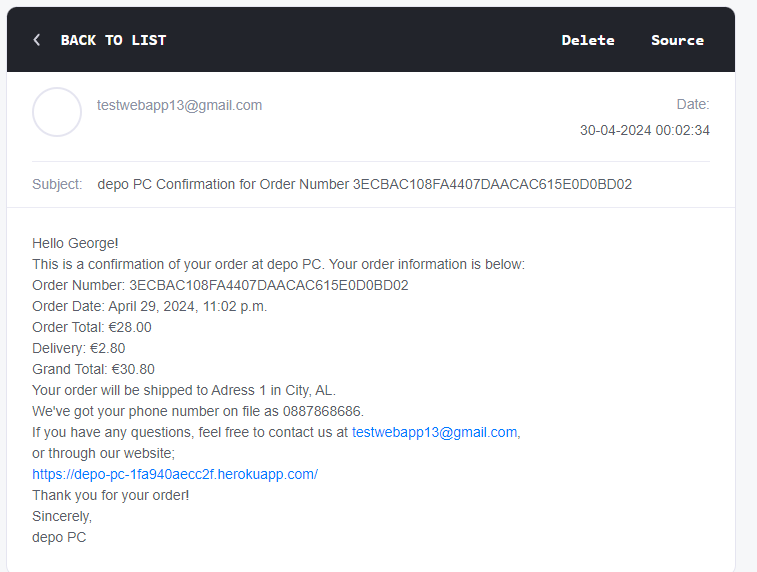 BACK TO LIST
Delete
Source
testwebapp13@gmail.com
Date:
30-04-2024 00:02:34
Subject: depo PC Confirmation for Order Number 3ECBAC108FA4407DAACAC615E0D0BD02
Hello George!
This is a confirmation of your order at depo PC. Your order information is below:
Order Number: 3ECBAC108FA4407DAACAC615E0D0BD02
Order Date: April 29, 2024, 11:02 p.m.
Order Total: €28.00
Delivery: €2.80
Grand Total: €30.80
Your order will be shipped to Adress 1 in City, AL.
We've got your phone number on file as 0887868686.
If you have any questions, feel free to contact us at testwebapp13@gmail.com,
or through our website;
https://depo-pc-1fa940aecc2f.herokuapp.com/
Thank you for your order!
Sincerely,
depo PC